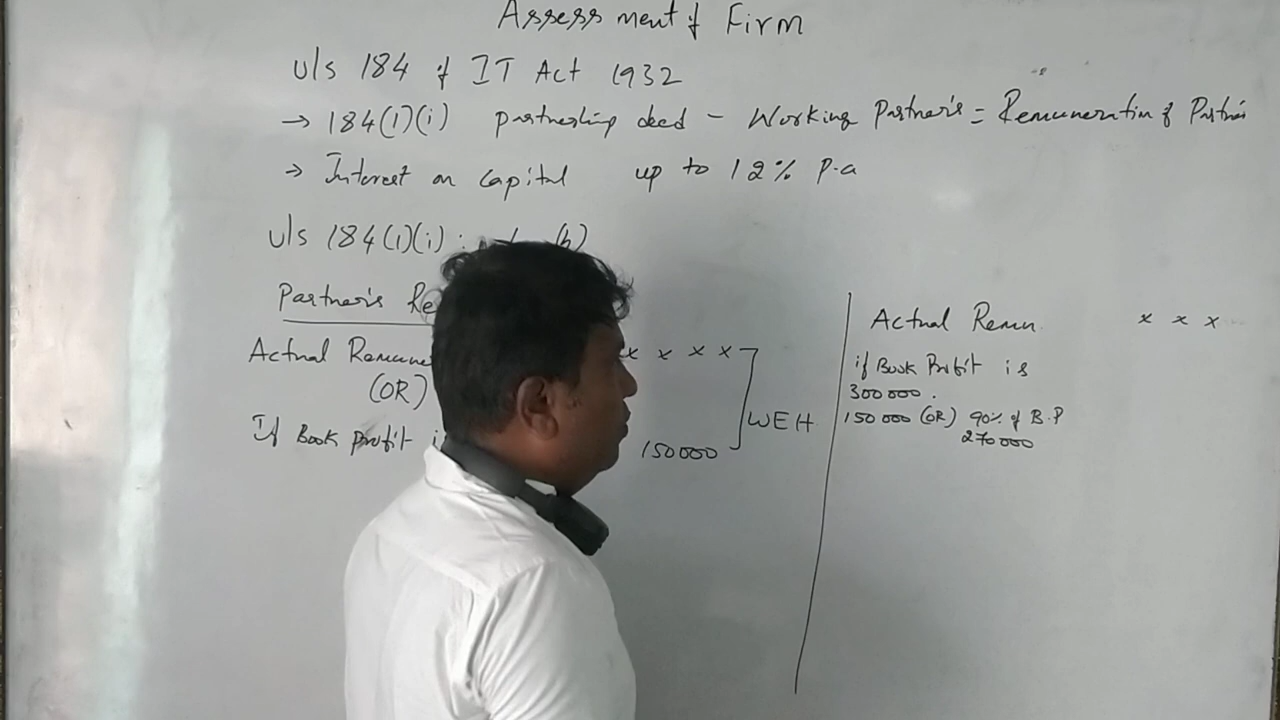 Assessment of Firm
u/s 184 of IT Act 1932
→ 184(1)(i) partnership deed - Working Partner's = Remuneration of Partner's
→ Interest on capital up to 12% p.a
u/s 184(1)(i) : (b)
Partner's Re
Actual Remune x x x x
(OR)
If Book profit i 150000
WEH
Actual Remun. x x x
if Book Profit is
300000.
150000 (OR) 90% of B.P
270000